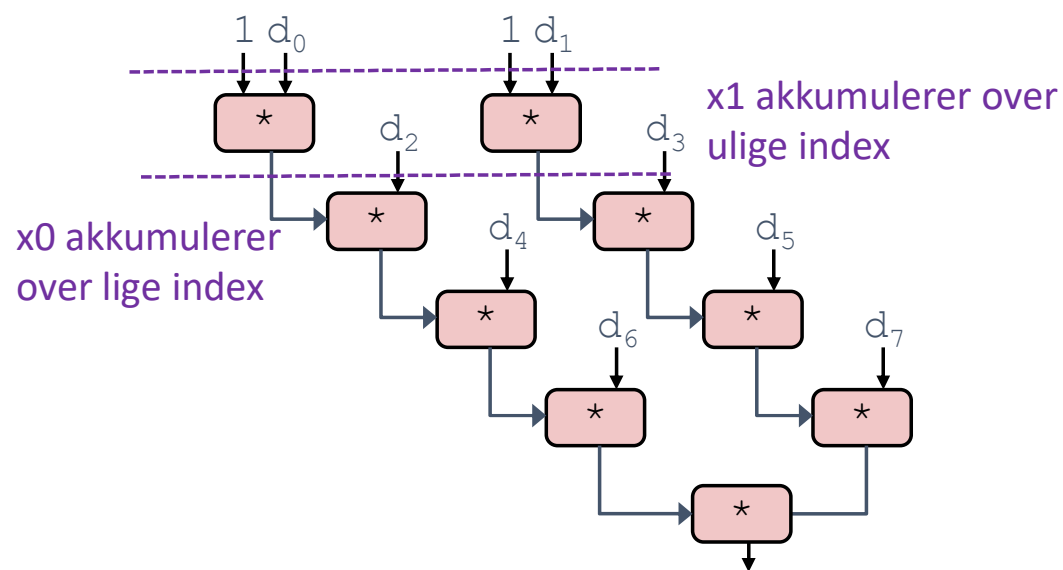 1 d₀ 1 d₁
* *
x1 akkumulerer over
ulige index
d₂ d₃
* *
x0 akkumulerer
over lige index
d₄ d₅
* *
d₆ d₇
* *
*